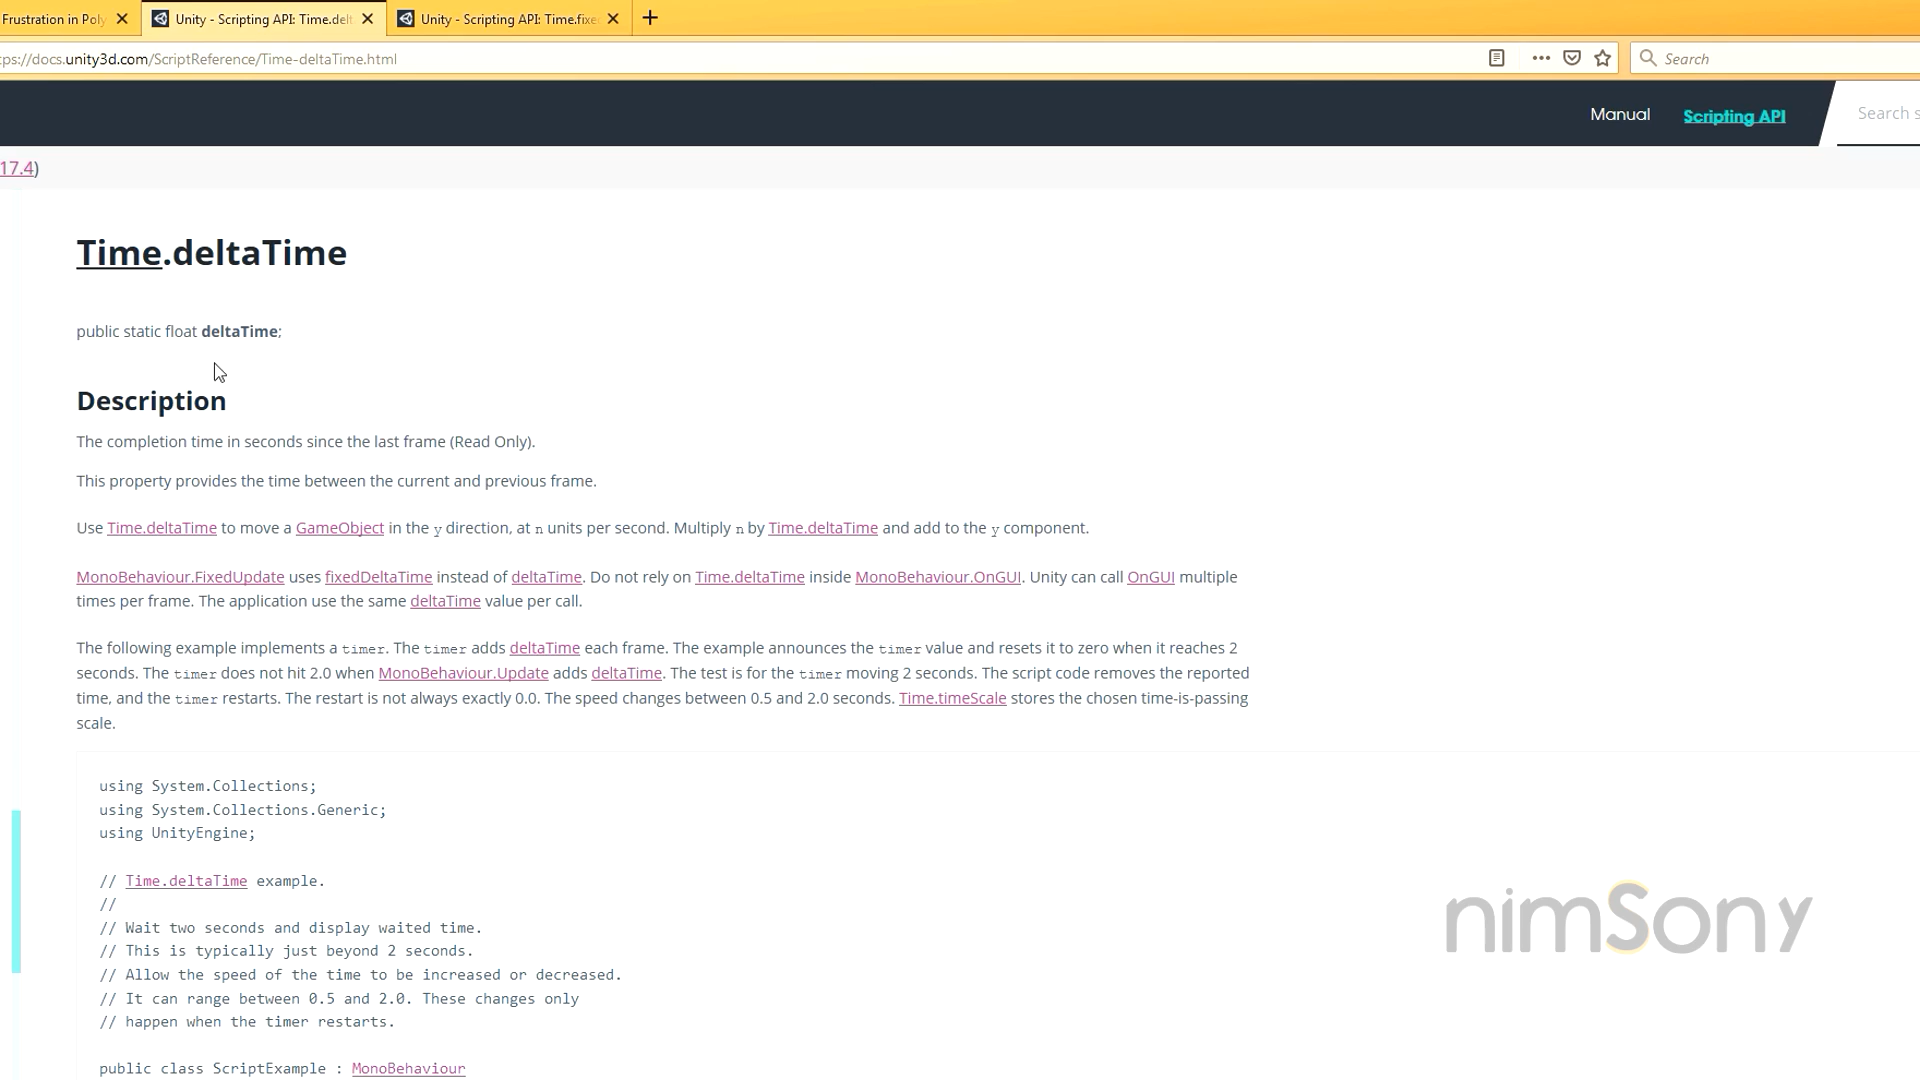 Frustration in Poly
Unity - Scripting API: Time.delt
Unity - Scripting API: Time.fixe
tps://docs.unity3d.com/ScriptReference/Time-deltaTime.html
Search
Manual
Scripting API
Search s
17.4)
Time.deltaTime
public static float deltaTime;
Description
The completion time in seconds since the last frame (Read Only).
This property provides the time between the current and previous frame.
Use Time.deltaTime to move a GameObject in the y direction, at n units per second. Multiply n by Time.deltaTime and add to the y component.
MonoBehaviour.FixedUpdate uses fixedDeltaTime instead of deltaTime. Do not rely on Time.deltaTime inside MonoBehaviour.OnGUI. Unity can call OnGUI multiple
times per frame. The application use the same deltaTime value per call.
The following example implements a timer. The timer adds deltaTime each frame. The example announces the timer value and resets it to zero when it reaches 2
seconds. The timer does not hit 2.0 when MonoBehaviour.Update adds deltaTime. The test is for the timer moving 2 seconds. The script code removes the reported
time, and the timer restarts. The restart is not always exactly 0.0. The speed changes between 0.5 and 2.0 seconds. Time.timeScale stores the chosen time-is-passing
scale.
using System.Collections;
using System.Collections.Generic;
using UnityEngine;
// Time.deltaTime example.
//
// Wait two seconds and display waited time.
// This is typically just beyond 2 seconds.
// Allow the speed of the time to be increased or decreased.
// It can range between 0.5 and 2.0. These changes only
// happen when the timer restarts.
public class ScriptExample : MonoBehaviour
nimSony